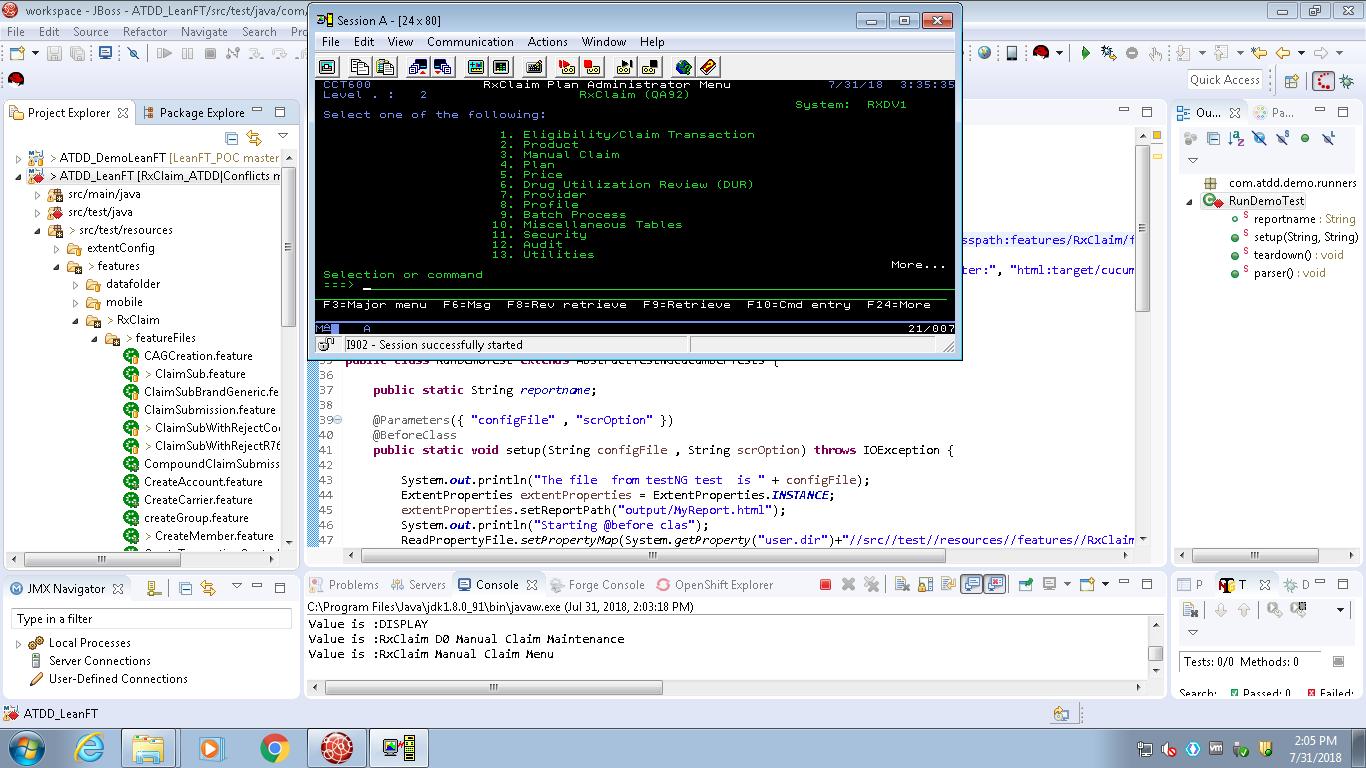 workspace - JBoss - ATDD_LeanFT/src/test/java/com/
File Edit Source Refactor Navigate Search Pro
Quick Access
Session A - [24 x 80]
File Edit View Communication Actions Window Help
CCT600 RxClaim Plan Administrator Menu 7/31/18 3:35:35
Level . : 2 RxClaim (QA92)
System: RXDV1
Select one of the following:
1. Eligibility/Claim Transaction
2. Product
3. Manual Claim
4. Plan
5. Price
6. Drug Utilization Review (DUR)
7. Provider
8. Profile
9. Batch Process
10. Miscellaneous Tables
11. Security
12. Audit
13. Utilities
More...
Selection or command
===>
F3=Major menu F6=Msg F8=Rev retrieve F9=Retrieve F10=Cmd entry F24=More
MA A 21/007
I902 - Session successfully started
Project Explorer Package Explore
> ATDD_DemoLeanFT [LeanFT_POC master
> ATDD_LeanFT [RxClaim_ATDD|Conflicts m
src/main/java
src/test/java
> src/test/resources
extentConfig
> features
datafolder
mobile
> RxClaim
> featureFiles
CAGCreation.feature
> ClaimSub.feature
ClaimSubBrandGeneric.fe
ClaimSubmission.feature
> ClaimSubWithRejectCo
> ClaimSubWithRejectR76
CompoundClaimSubmiss
CreateAccount.feature
CreateCarrier.feature
createGroup.feature
> CreateMember.feature
sspath:features/RxClaim/f
ter:", "html:target/cucum
36
37 public static String reportname;
38
39 @Parameters({ "configFile" , "scrOption" })
40 @BeforeClass
41 public static void setup(String configFile , String scrOption) throws IOException {
42
43 System.out.println("The file from testNG test is " + configFile);
44 ExtentProperties extentProperties = ExtentProperties.INSTANCE;
45 extentProperties.setReportPath("output/MyReport.html");
46 System.out.println("Starting @before clas");
47 ReadPropertyFile.setPropertyMap(System.getProperty("user.dir")+"//src//test//resources//features//RxClaim
Ou... Pa...
com.atdd.demo.runners
RunDemoTest
reportname : String
setup(String, String)
teardown() : void
parser() : void
JMX Navigator
Type in a filter
Local Processes
Server Connections
User-Defined Connections
Problems Servers Console Forge Console OpenShift Explorer
C:\Program Files\Java\jdk1.8.0_91\bin\javaw.exe (Jul 31, 2018, 2:03:18 PM)
Value is :DISPLAY
Value is :RxClaim D0 Manual Claim Maintenance
Value is :RxClaim Manual Claim Menu
P T D
Tests: 0/0 Methods: 0
Search: Passed: 0 Failed:
ATDD_LeanFT
2:05 PM
7/31/2018